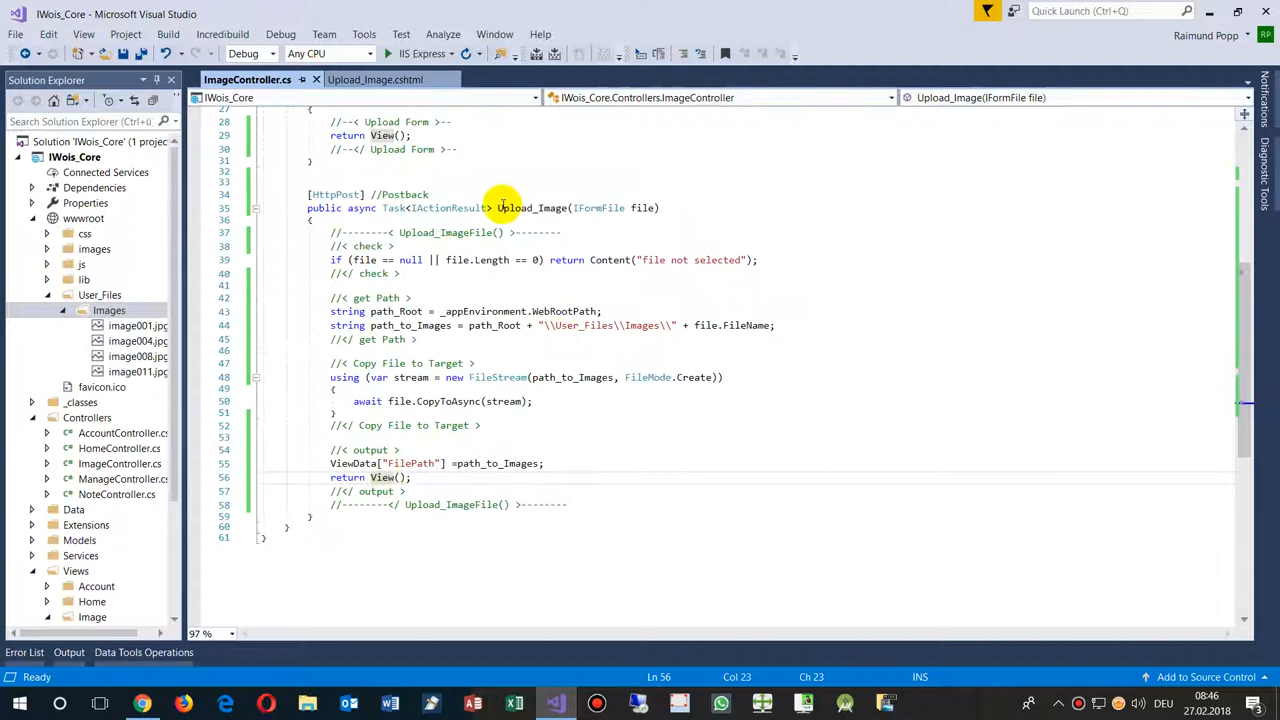 IWois_Core - Microsoft Visual Studio
Quick Launch (Ctrl+Q)
File Edit View Project Build Incredibuild Debug Team Tools Test Analyze Window Help
Raimund Popp RP
Debug Any CPU IIS Express
Solution Explorer
ImageController.cs Upload_Image.cshtml
IWois_Core IWois_Core.Controllers.ImageController Upload_Image(IFormFile file)
Search Solution Explorer (Ctrl+
Solution 'IWois_Core' (1 projec
IWois_Core
Connected Services
Dependencies
Properties
wwwroot
css
images
js
lib
User_Files
Images
image001.jpg
image004.jpg
image008.jpg
image011.jpg
favicon.ico
_classes
Controllers
AccountController.cs
HomeController.cs
ImageController.cs
ManageController.cs
NoteController.cs
Data
Extensions
Models
Services
Views
Account
Home
Image
27 {
28 //--< Upload Form >--
29 return View();
30 //--</ Upload Form >--
31 }
32
33
34 [HttpPost] //Postback
35 public async Task<IActionResult> Upload_Image(IFormFile file)
36 {
37 //--------< Upload_ImageFile() >--------
38 //< check >
39 if (file == null || file.Length == 0) return Content("file not selected");
40 //</ check >
41
42 //< get Path >
43 string path_Root = _appEnvironment.WebRootPath;
44 string path_to_Images = path_Root + "\\User_Files\\Images\\" + file.FileName;
45 //</ get Path >
46
47 //< Copy File to Target >
48 using (var stream = new FileStream(path_to_Images, FileMode.Create))
49 {
50 await file.CopyToAsync(stream);
51 }
52 //</ Copy File to Target >
53
54 //< output >
55 ViewData["FilePath"] =path_to_Images;
56 return View();
57 //</ output >
58 //--------</ Upload_ImageFile() >--------
59 }
60 }
61 }
97 %
Notifications
Diagnostic Tools
Error List Output Data Tools Operations
Ready Ln 56 Col 23 Ch 23 INS Add to Source Control
DEU 08:46
27.02.2018
3